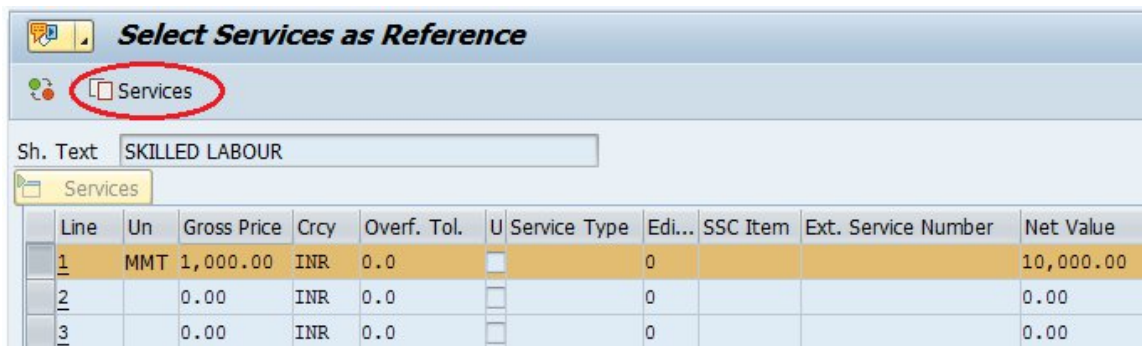 Select Services as Reference
Services
Sh. Text SKILLED LABOUR
Services
Line Un Gross Price Crcy Overf. Tol. U Service Type Edi... SSC Item Ext. Service Number Net Value
1 MMT 1,000.00 INR 0.0 0 10,000.00
2 0.00 INR 0.0 0 0.00
3 0.00 INR 0.0 0 0.00